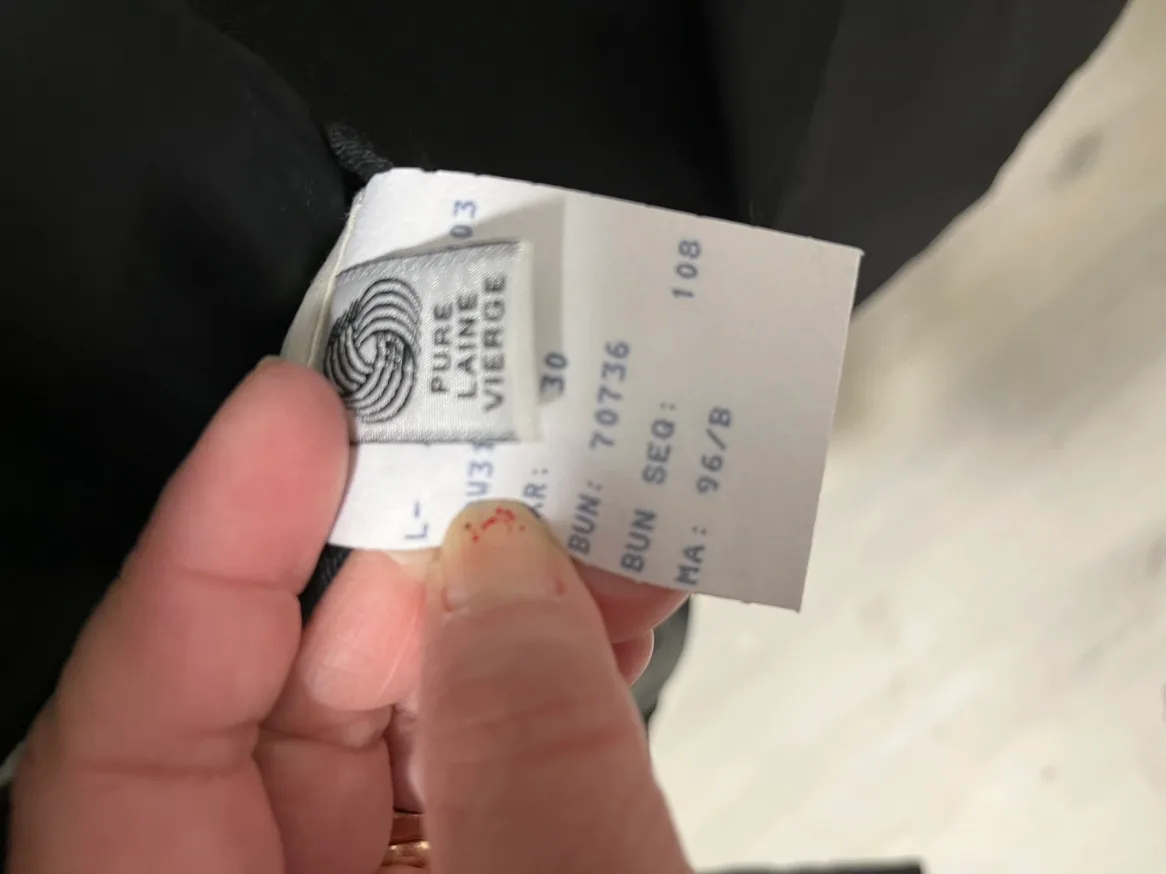 PURE
LAINE
VIERGE
03
L-
30
BUN: 70736
BUN SEQ: 108
MA: 96/B